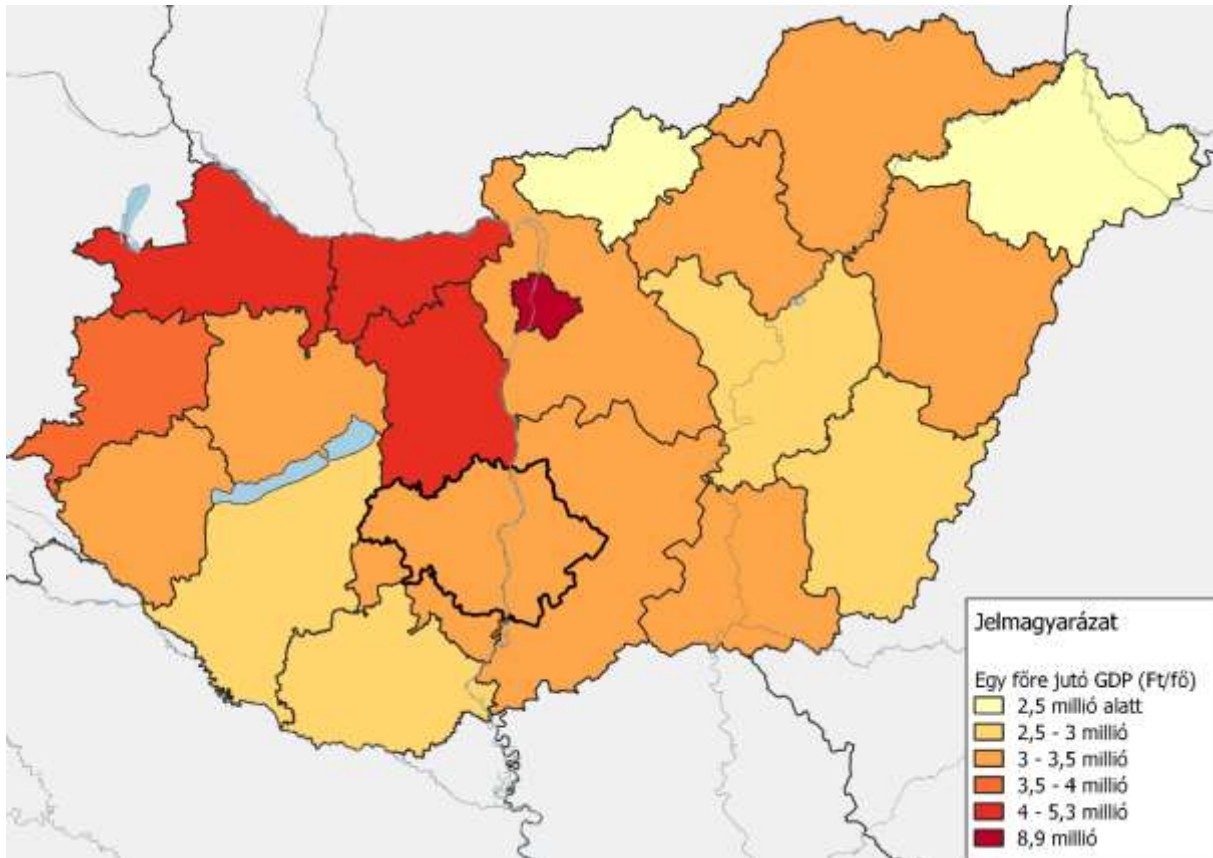 Jelmagyarázat
Egy főre jutó GDP (Ft/fő)
2,5 millió alatt
2,5 - 3 millió
3 - 3,5 millió
3,5 - 4 millió
4 - 5,3 millió
8,9 millió